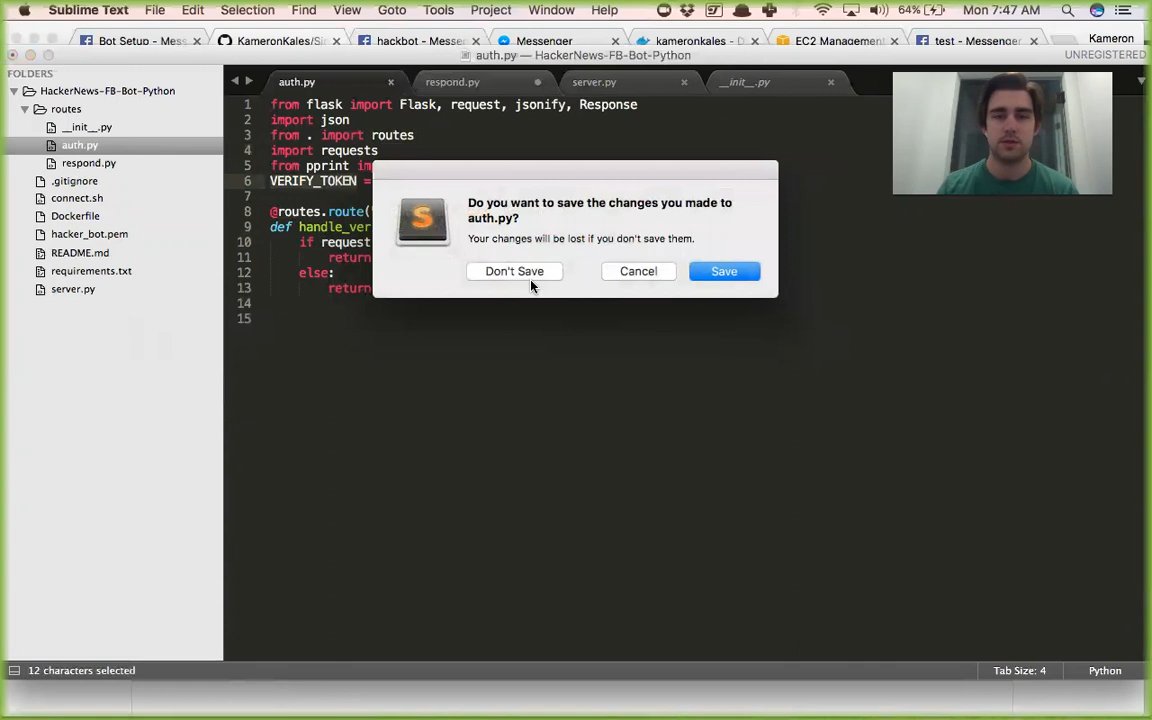 Sublime Text File Edit Selection Find View Goto Tools Project Window Help 64% Mon 7:47 AM
Bot Setup - Mess KameronKales/Si hackbot - Messe Messenger kameronkales - D EC2 Management test - Messenger Kameron
auth.py — HackerNews-FB-Bot-Python UNREGISTERED
FOLDERS
HackerNews-FB-Bot-Python
routes
__init__.py
auth.py
respond.py
.gitignore
connect.sh
Dockerfile
hacker_bot.pem
README.md
requirements.txt
server.py
auth.py respond.py server.py __init__.py
1 from flask import Flask, request, jsonify, Response
2 import json
3 from . import routes
4 import requests
5 from pprint im
6 VERIFY_TOKEN =
7
8 @routes.route(
9 def handle_ver
10 if request
11 return
12 else:
13 return
14
15
Do you want to save the changes you made to
auth.py?
Your changes will be lost if you don't save them.
Don't Save Cancel Save
12 characters selected Tab Size: 4 Python